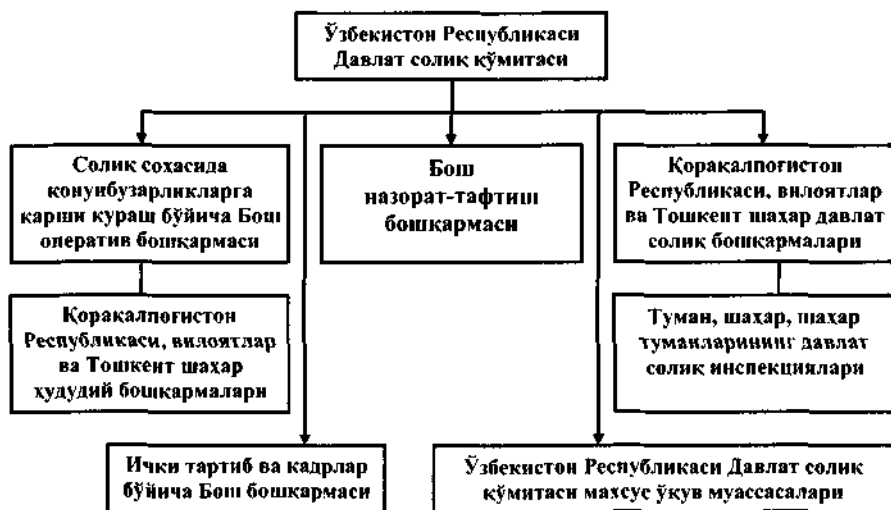 Ўзбекистон Республикаси
Давлат солиқ қўмитаси
Солиқ соҳасида
қонунбузарликларга
қарши кураш бўйича Бош
оператив бошқармаси
Бош
назорат-тафтиш
бошқармаси
Қорақалпоғистон
Республикаси, вилоятлар
ва Тошкент шаҳар давлат
солиқ бошқармалари
Қорақалпоғистон
Республикаси, вилоятлар
ва Тошкент шаҳар
ҳудудий бошқармалари
Туман, шаҳар, шаҳар
туманларининг давлат
солиқ инспекциялари
Ички тартиб ва кадрлар
бўйича Бош бошқармаси
Ўзбекистон Республикаси Давлат солиқ
қўмитаси махсус ўқув муассасалари